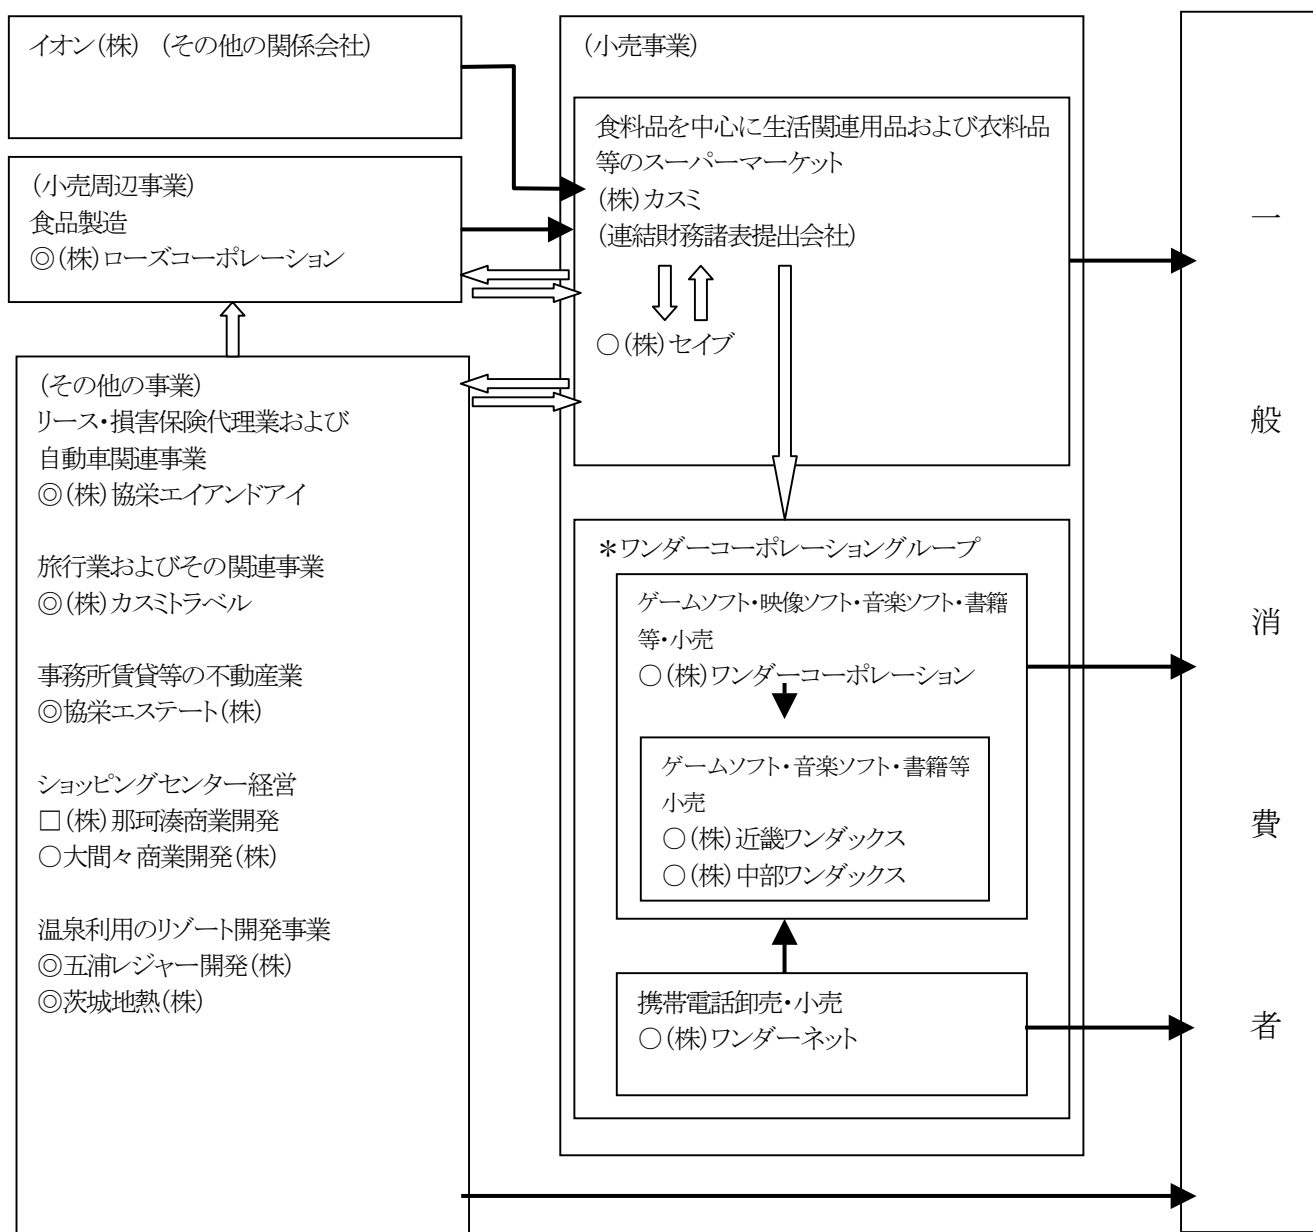 イオン(株) (その他の関係会社)
(小売周辺事業)
食品製造
◎(株)ローズコーポレーション
(その他の事業)
リース・損害保険代理業および
自動車関連事業
◎(株)協栄エイアンドアイ
旅行業およびその関連事業
◎(株)カスミトラベル
事務所賃貸等の不動産業
◎協栄エステート(株)
ショッピングセンター経営
□(株)那珂湊商業開発
○大間々商業開発(株)
温泉利用のリゾート開発事業
◎五浦レジャー開発(株)
◎茨城地熱(株)
(小売事業)
食料品を中心に生活関連用品および衣料品
等のスーパーマーケット
(株)カスミ
(連結財務諸表提出会社)
○(株)セイブ
＊ワンダーコーポレーショングループ
ゲームソフト・映像ソフト・音楽ソフト・書籍
等・小売
○(株)ワンダーコーポレーション
ゲームソフト・音楽ソフト・書籍等
小売
○(株)近畿ワンダックス
○(株)中部ワンダックス
携帯電話卸売・小売
○(株)ワンダーネット
一般消費者